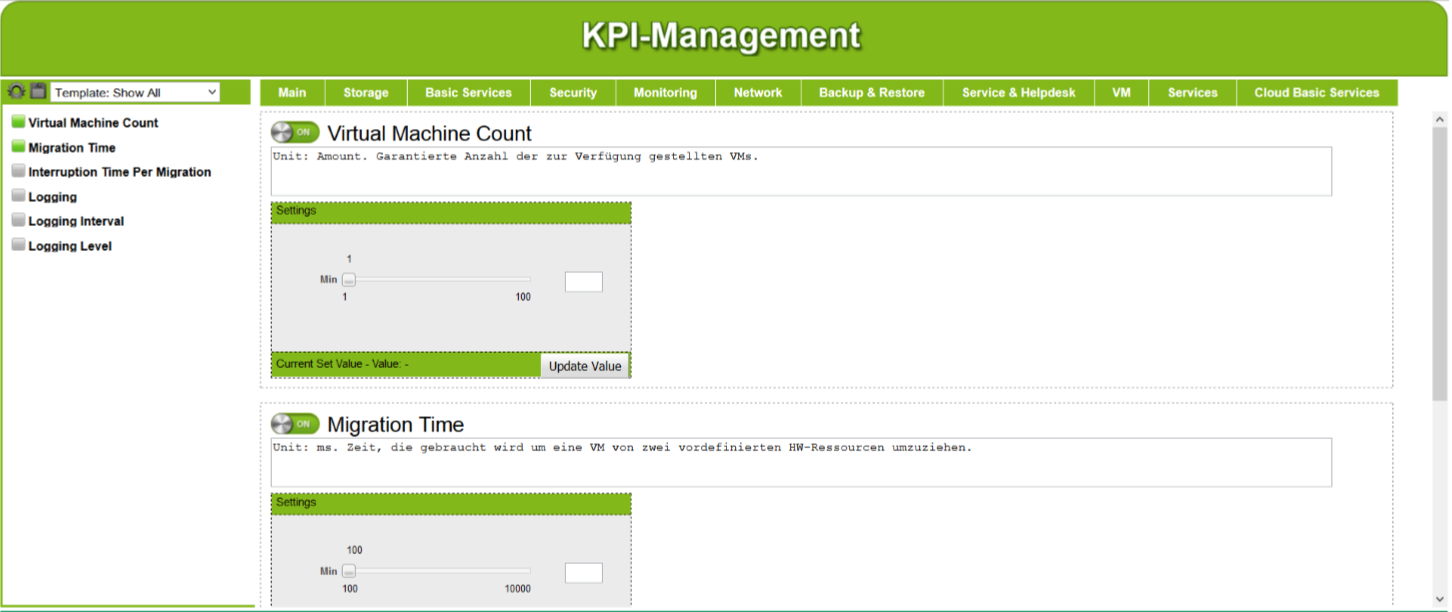 KPI-Management
Template: Show All
Main Storage Basic Services Security Monitoring Network Backup & Restore Service & Helpdesk VM Services Cloud Basic Services
Virtual Machine Count
Migration Time
Interruption Time Per Migration
Logging
Logging Interval
Logging Level
ON Virtual Machine Count
Unit: Amount. Garantierte Anzahl der zur Verfügung gestellten VMs.
Settings
1
Min
1 100
Current Set Value - Value: - Update Value
ON Migration Time
Unit: ms. Zeit, die gebraucht wird um eine VM von zwei vordefinierten HW-Ressourcen umzuziehen.
Settings
100
Min
100 10000